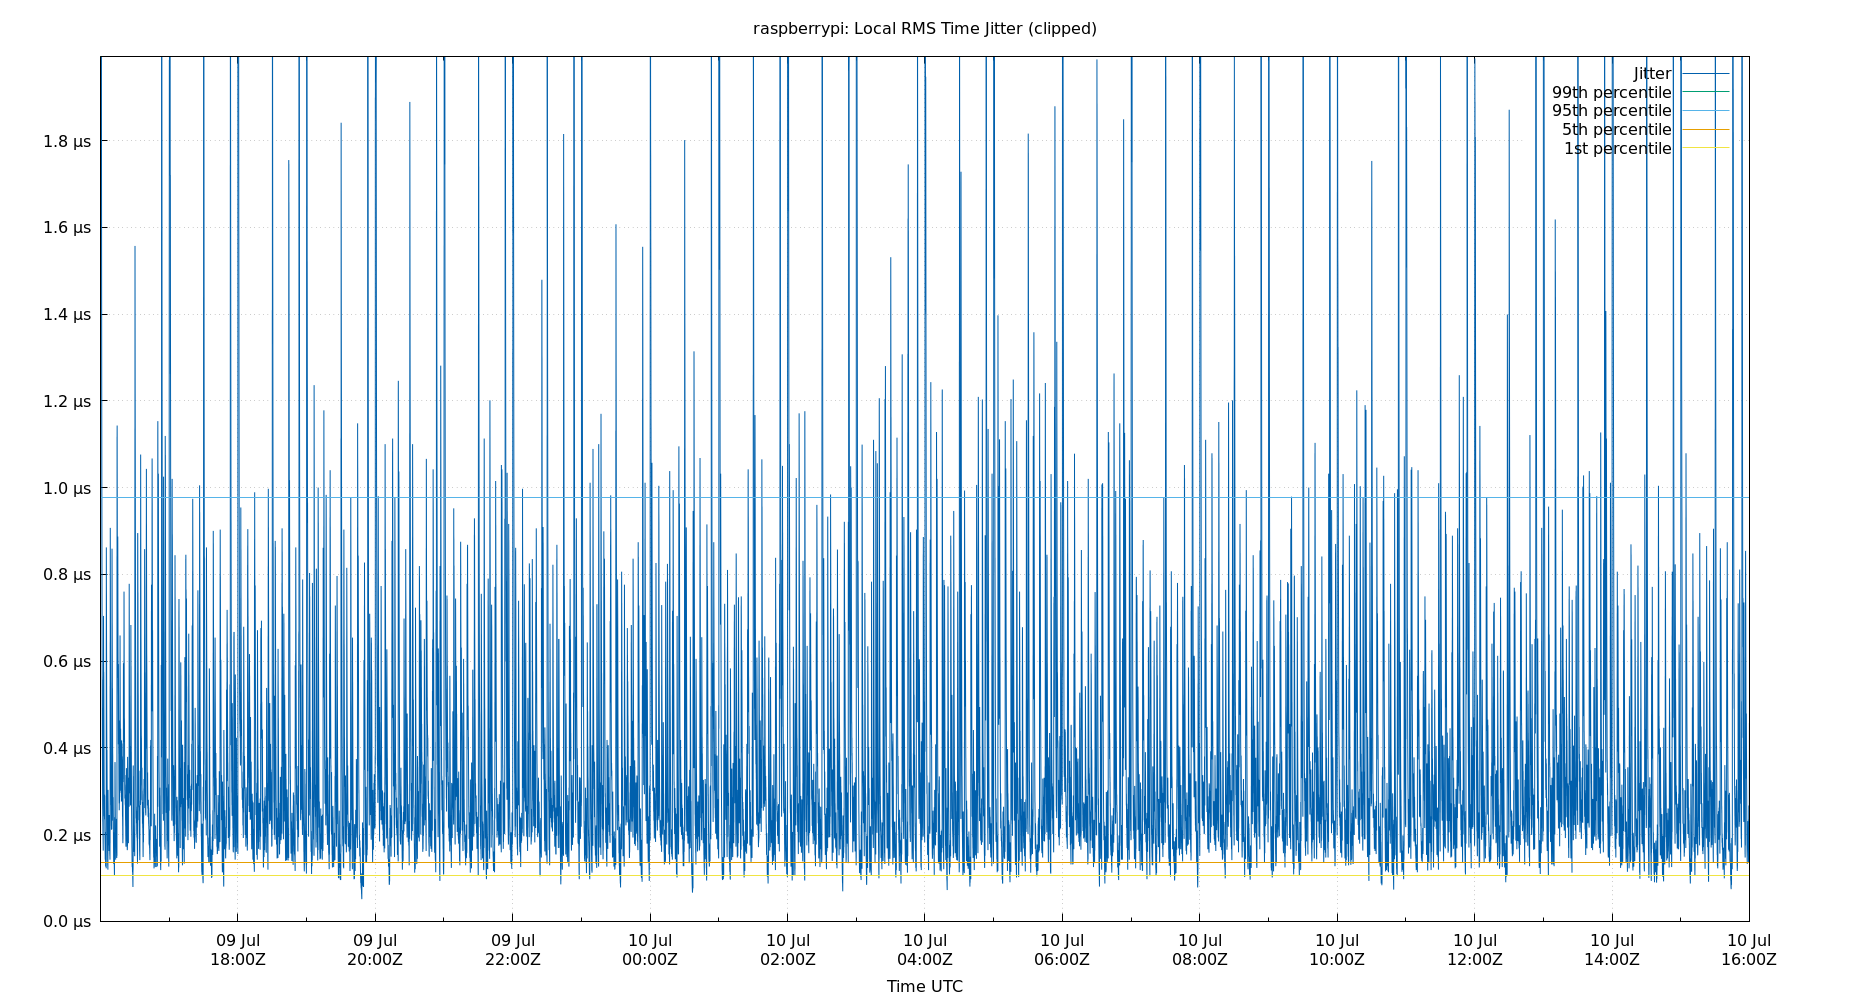 raspberrypi: Local RMS Time Jitter (clipped)
Jitter
99th percentile
95th percentile
5th percentile
1st percentile
1.8 µs
1.6 µs
1.4 µs
1.2 µs
1.0 µs
0.8 µs
0.6 µs
0.4 µs
0.2 µs
0.0 µs
09 Jul 09 Jul 09 Jul 10 Jul 10 Jul 10 Jul 10 Jul 10 Jul 10 Jul 10 Jul 10 Jul 10 Jul
18:00Z 20:00Z 22:00Z 00:00Z 02:00Z 04:00Z 06:00Z 08:00Z 10:00Z 12:00Z 14:00Z 16:00Z
Time UTC